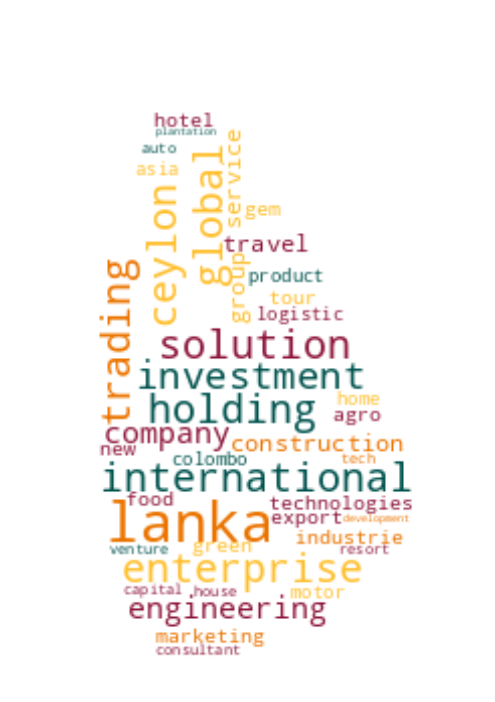 hotel
plantation
auto
asia
ceylon
global
service
gem
travel
group
product
tour
logistic
trading
solution
investment
holding
home
agro
company
new
construction
colombo
tech
international
food
technologies
lanka
export
development
industrie
venture
green
resort
enterprise
capital
house
motor
engineering
marketing
consultant